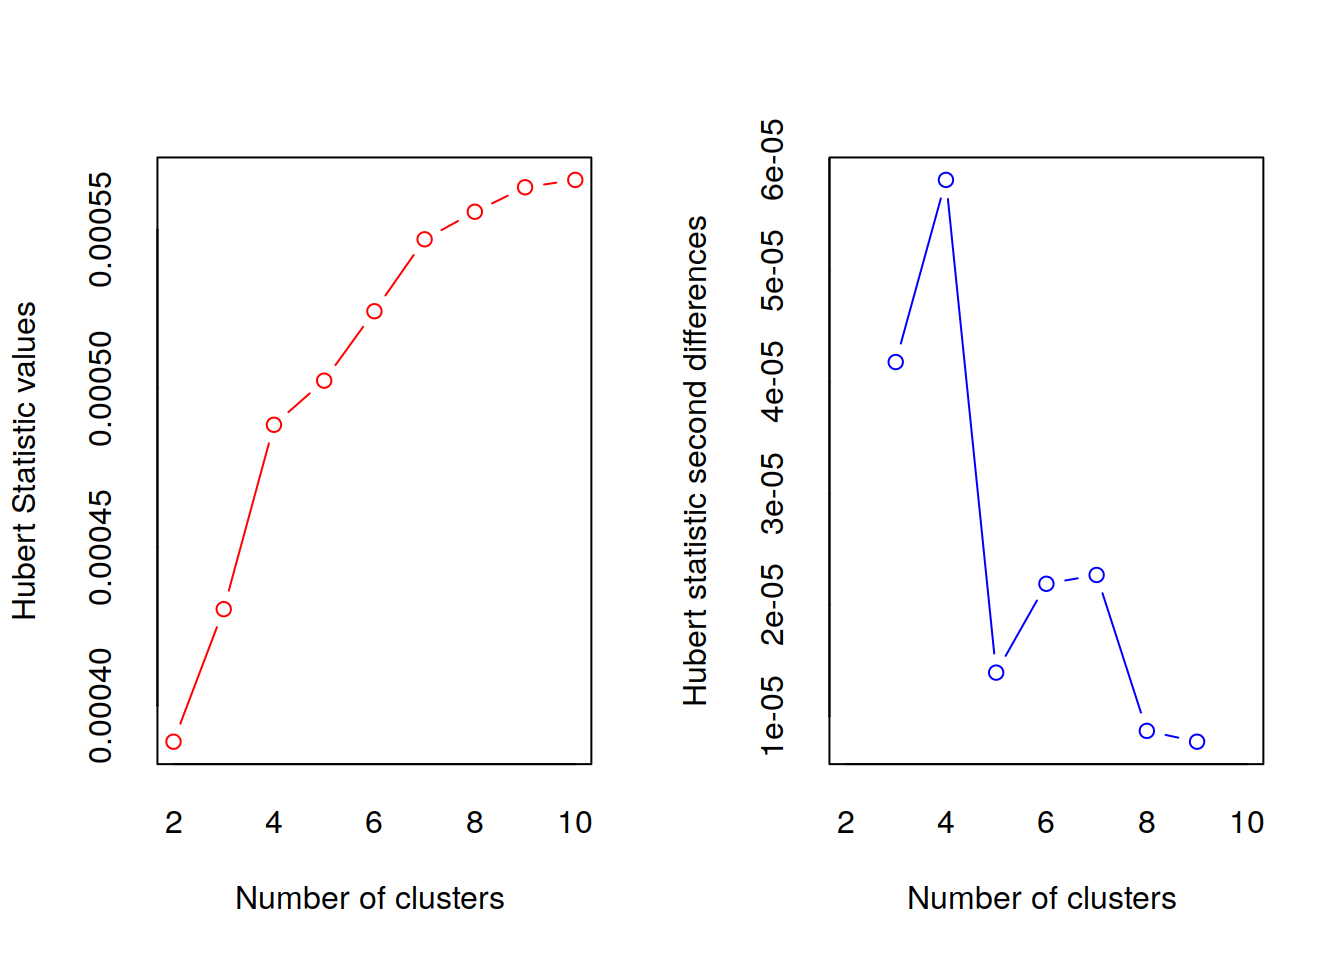 Hubert Statistic values
0.00040 0.00045 0.00050 0.00055
2 4 6 8 10
Number of clusters
Hubert statistic second differences
1e-05 2e-05 3e-05 4e-05 5e-05 6e-05
2 4 6 8 10
Number of clusters